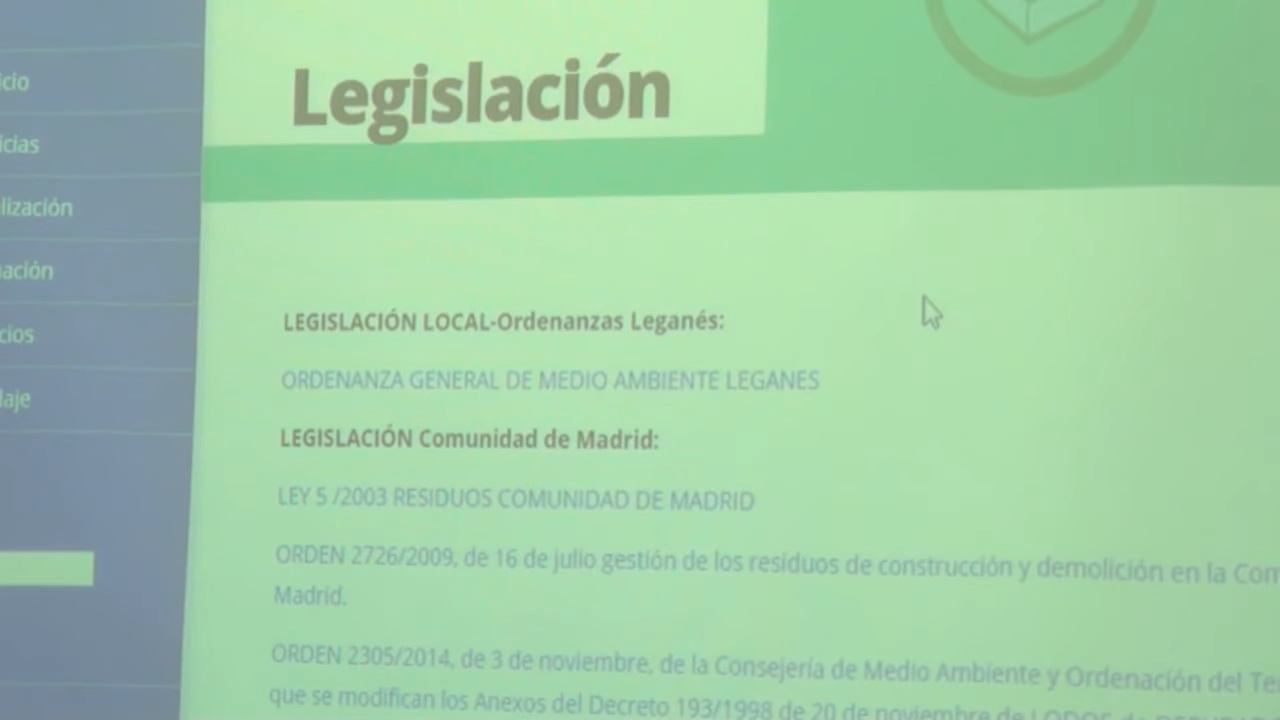 icio
icias
lización
ación
cios
laje
Legislación
LEGISLACIÓN LOCAL-Ordenanzas Leganés:
ORDENANZA GENERAL DE MEDIO AMBIENTE LEGANES
LEGISLACIÓN Comunidad de Madrid:
LEY 5 /2003 RESIDUOS COMUNIDAD DE MADRID
ORDEN 2726/2009, de 16 de julio gestión de los residuos de construcción y demolición en la Com
Madrid.
ORDEN 2305/2014, de 3 de noviembre, de la Consejería de Medio Ambiente y Ordenación del Te
que se modifican los Anexos del Decreto 193/1998 de 20 de noviembre de LODOS